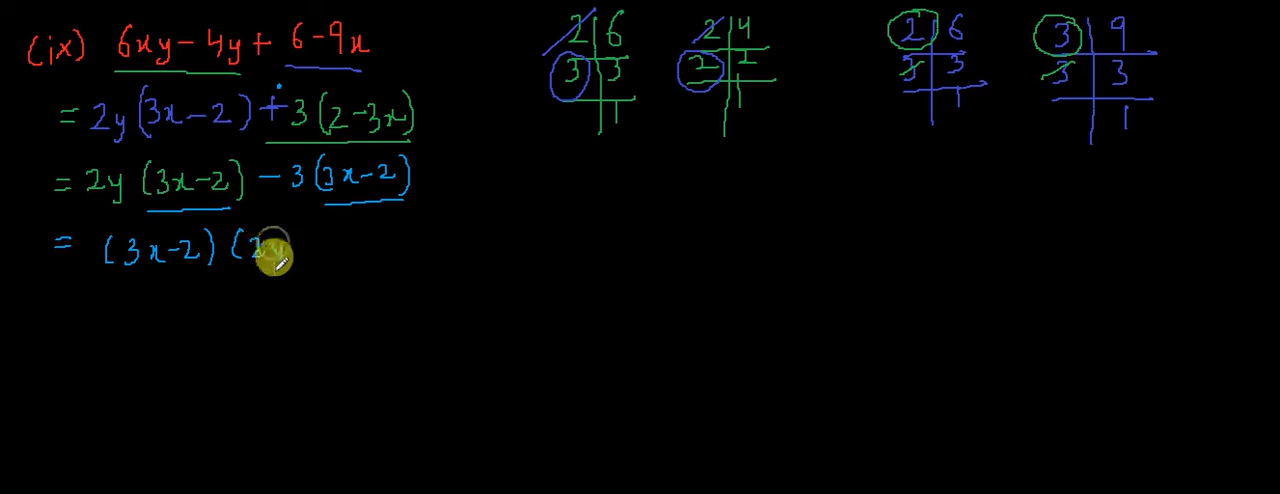 (ix) 6xy - 4y + 6 - 9x
= 2y(3x - 2) + 3(2 - 3x)
= 2y (3x - 2) - 3(3x - 2)
= (3x - 2) (2y
2 | 6
3 | 3
1
2 | 4
2 | 2
1
2 | 6
3 | 3
1
3 | 9
3 | 3
1